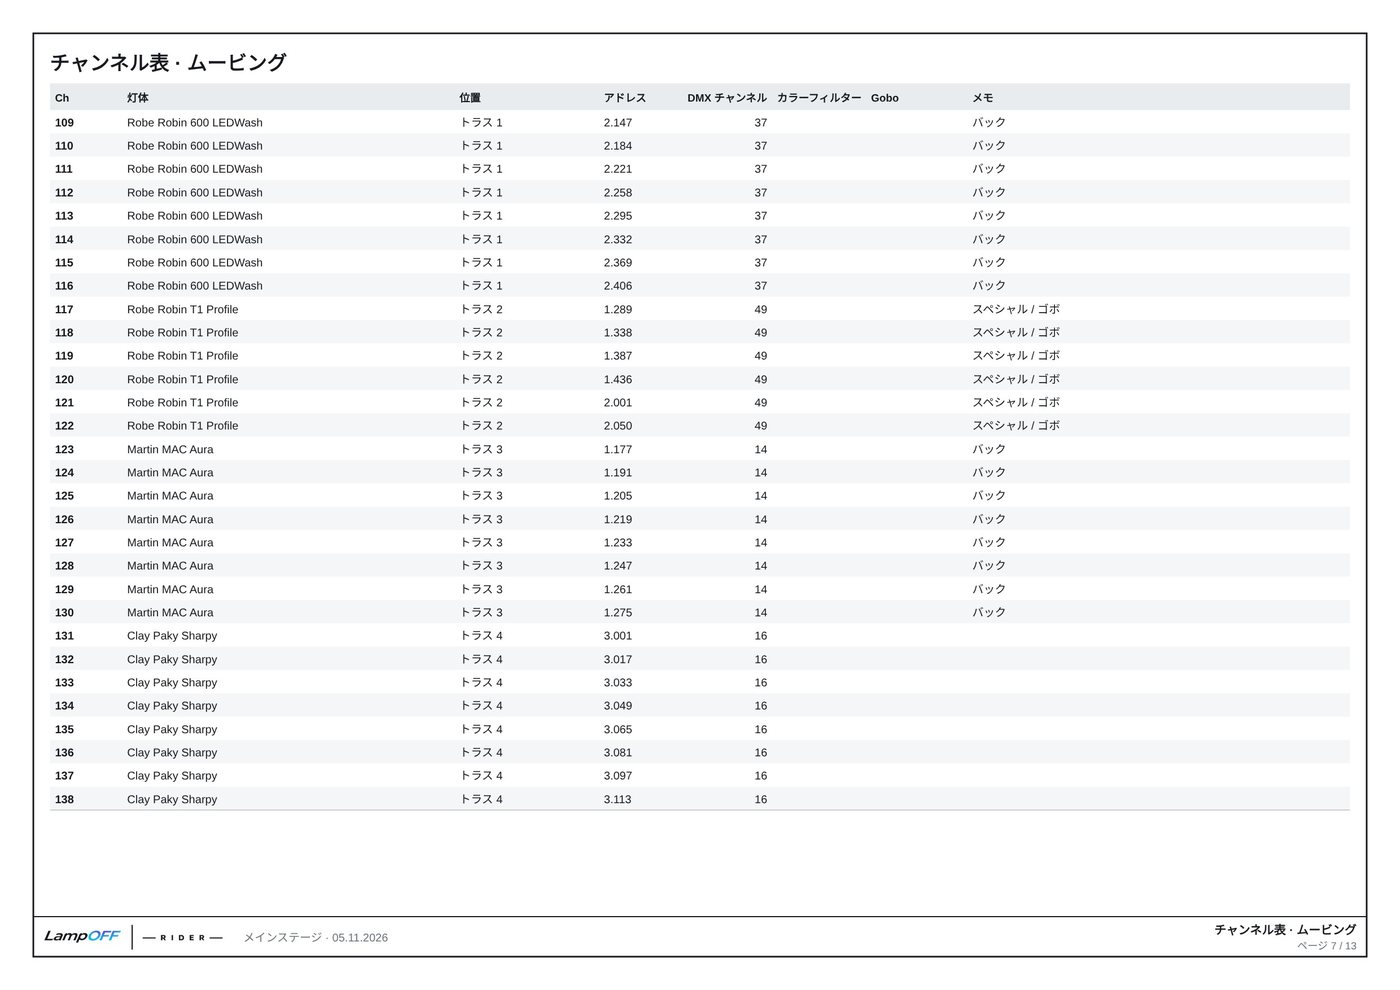 チャンネル表 · ムービング
Ch 灯体 位置 アドレス DMX チャンネル カラーフィルター Gobo メモ
109 Robe Robin 600 LEDWash トラス 1 2.147 37 バック
110 Robe Robin 600 LEDWash トラス 1 2.184 37 バック
111 Robe Robin 600 LEDWash トラス 1 2.221 37 バック
112 Robe Robin 600 LEDWash トラス 1 2.258 37 バック
113 Robe Robin 600 LEDWash トラス 1 2.295 37 バック
114 Robe Robin 600 LEDWash トラス 1 2.332 37 バック
115 Robe Robin 600 LEDWash トラス 1 2.369 37 バック
116 Robe Robin 600 LEDWash トラス 1 2.406 37 バック
117 Robe Robin T1 Profile トラス 2 1.289 49 スペシャル / ゴボ
118 Robe Robin T1 Profile トラス 2 1.338 49 スペシャル / ゴボ
119 Robe Robin T1 Profile トラス 2 1.387 49 スペシャル / ゴボ
120 Robe Robin T1 Profile トラス 2 1.436 49 スペシャル / ゴボ
121 Robe Robin T1 Profile トラス 2 2.001 49 スペシャル / ゴボ
122 Robe Robin T1 Profile トラス 2 2.050 49 スペシャル / ゴボ
123 Martin MAC Aura トラス 3 1.177 14 バック
124 Martin MAC Aura トラス 3 1.191 14 バック
125 Martin MAC Aura トラス 3 1.205 14 バック
126 Martin MAC Aura トラス 3 1.219 14 バック
127 Martin MAC Aura トラス 3 1.233 14 バック
128 Martin MAC Aura トラス 3 1.247 14 バック
129 Martin MAC Aura トラス 3 1.261 14 バック
130 Martin MAC Aura トラス 3 1.275 14 バック
131 Clay Paky Sharpy トラス 4 3.001 16
132 Clay Paky Sharpy トラス 4 3.017 16
133 Clay Paky Sharpy トラス 4 3.033 16
134 Clay Paky Sharpy トラス 4 3.049 16
135 Clay Paky Sharpy トラス 4 3.065 16
136 Clay Paky Sharpy トラス 4 3.081 16
137 Clay Paky Sharpy トラス 4 3.097 16
138 Clay Paky Sharpy トラス 4 3.113 16
LampOFF RIDER メインステージ · 05.11.2026
チャンネル表 · ムービング
ページ 7 / 13